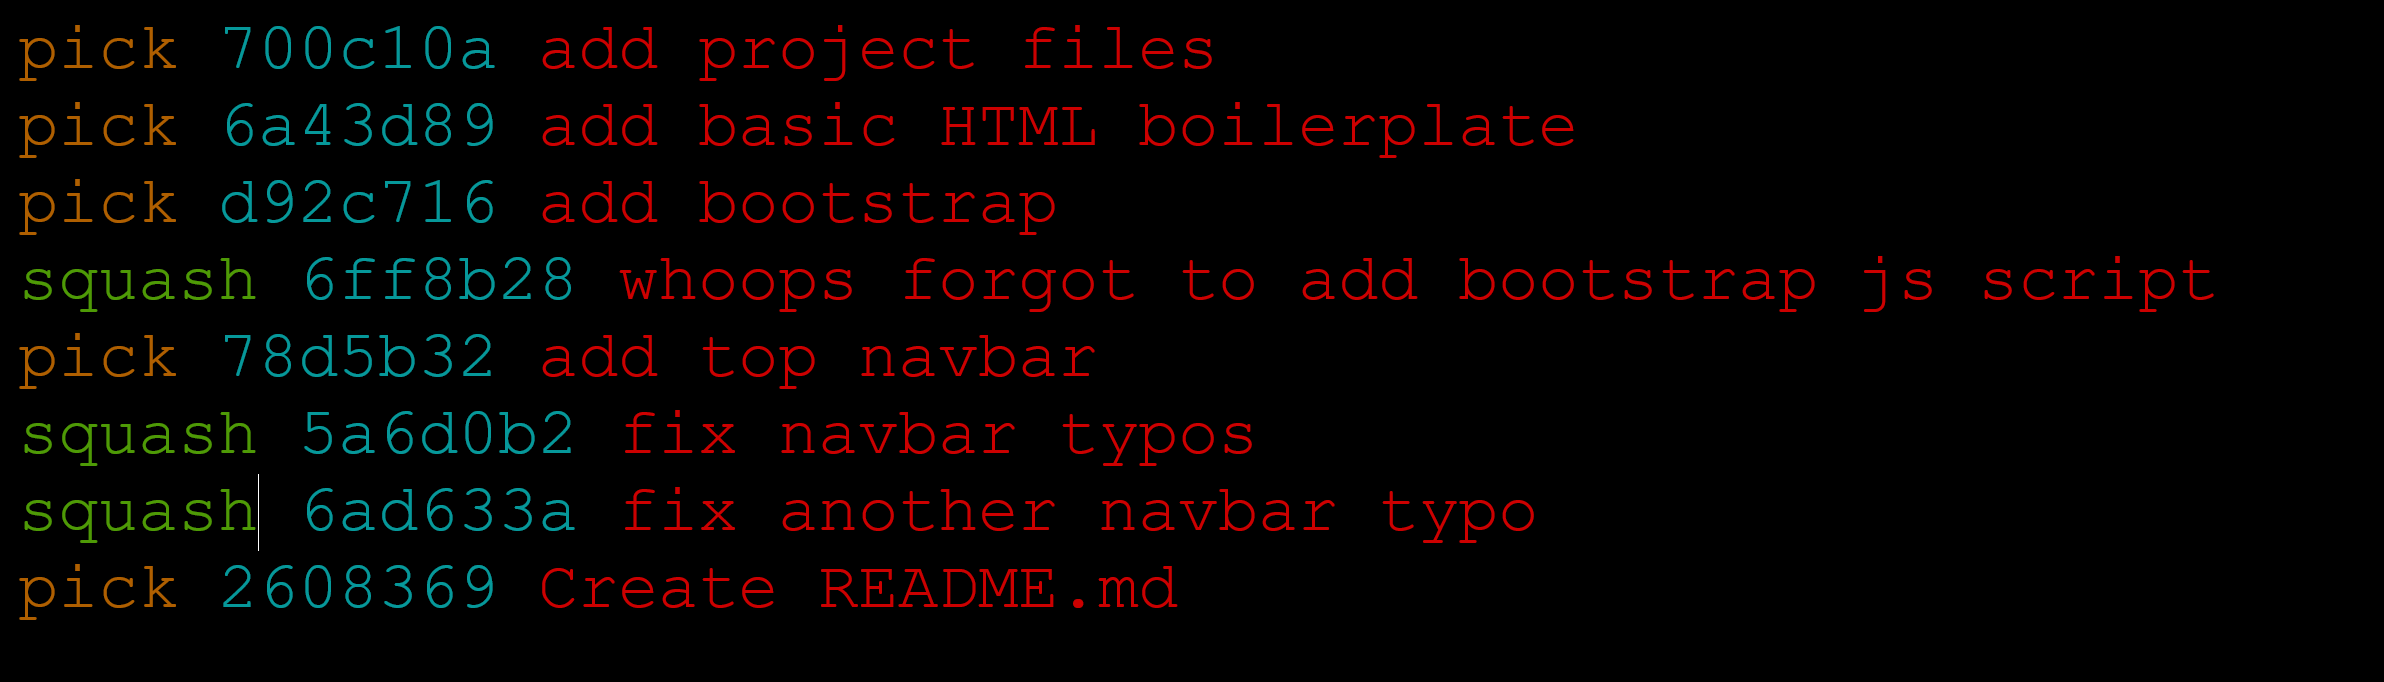 pick 700c10a add project files
pick 6a43d89 add basic HTML boilerplate
pick d92c716 add bootstrap
squash 6ff8b28 whoops forgot to add bootstrap js script
pick 78d5b32 add top navbar
squash 5a6d0b2 fix navbar typos
squash 6ad633a fix another navbar typo
pick 2608369 Create README.md